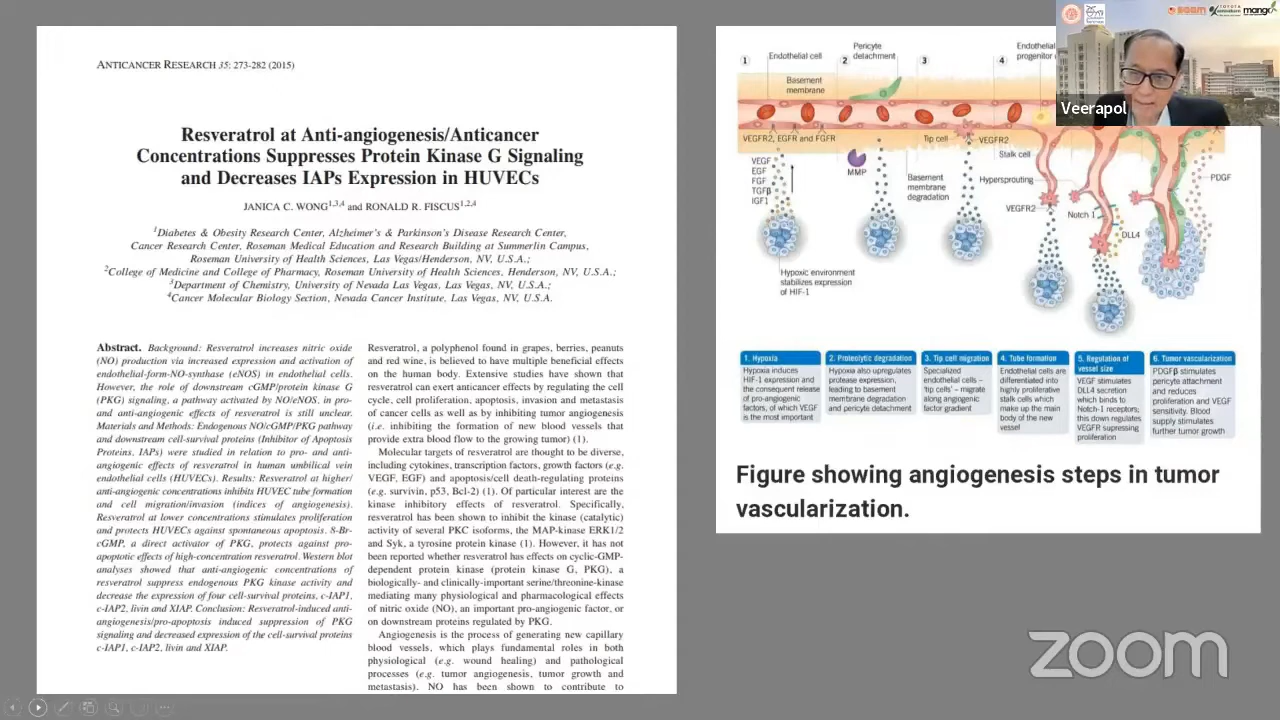 ANTICANCER RESEARCH 35: 273-282 (2015)
Resveratrol at Anti-angiogenesis/Anticancer
Concentrations Suppresses Protein Kinase G Signaling
and Decreases IAPs Expression in HUVECs
JANICA C. WONG1,3,4 and RONALD R. FISCUS1,2,4
1Diabetes & Obesity Research Center, Alzheimer's & Parkinson's Disease Research Center,
Cancer Research Center, Roseman Medical Education and Research Building at Summerlin Campus,
Roseman University of Health Sciences, Las Vegas/Henderson, NV, U.S.A.;
2College of Medicine and College of Pharmacy, Roseman University of Health Sciences, Henderson, NV, U.S.A.;
3Department of Chemistry, University of Nevada Las Vegas, Las Vegas, NV, U.S.A.;
4Cancer Molecular Biology Section, Nevada Cancer Institute, Las Vegas, NV, U.S.A.
Abstract. Background: Resveratrol increases nitric oxide
(NO) production via increased expression and activation of
endothelial-form-NO-synthase (eNOS) in endothelial cells.
However, the role of downstream cGMP/protein kinase G
(PKG) signaling, a pathway activated by NO/eNOS, in pro-
and anti-angiogenic effects of resveratrol is still unclear.
Materials and Methods: Endogenous NO/cGMP/PKG pathway
and downstream cell-survival proteins (Inhibitor of Apoptosis
Proteins, IAPs) were studied in relation to pro- and anti-
angiogenic effects of resveratrol in human umbilical vein
endothelial cells (HUVECs). Results: Resveratrol at higher/
anti-angiogenic concentrations inhibits HUVEC tube formation
and cell migration/invasion (indices of angiogenesis).
Resveratrol at lower concentrations stimulates proliferation
and protects HUVECs against spontaneous apoptosis. 8-Br-
cGMP, a direct activator of PKG, protects against pro-
apoptotic effects of high-concentration resveratrol. Western blot
analyses showed that anti-angiogenic concentrations of
resveratrol suppress endogenous PKG kinase activity and
decrease the expression of four cell-survival proteins, c-IAP1,
c-IAP2, livin and XIAP. Conclusion: Resveratrol-induced anti-
angiogenesis/pro-apoptosis induced suppression of PKG
signaling and decreased expression of the cell-survival proteins
c-IAP1, c-IAP2, livin and XIAP.
Resveratrol, a polyphenol found in grapes, berries, peanuts
and red wine, is believed to have multiple beneficial effects
on the human body. Extensive studies have shown that
resveratrol can exert anticancer effects by regulating the cell
cycle, cell proliferation, apoptosis, invasion and metastasis
of cancer cells as well as by inhibiting tumor angiogenesis
(i.e. inhibiting the formation of new blood vessels that
provide extra blood flow to the growing tumor) (1).
Molecular targets of resveratrol are thought to be diverse,
including cytokines, transcription factors, growth factors (e.g.
VEGF, EGF) and apoptosis/cell death-regulating proteins
(e.g. survivin, p53, Bcl-2) (1). Of particular interest are the
kinase inhibitory effects of resveratrol. Specifically,
resveratrol has been shown to inhibit the kinase (catalytic)
activity of several PKC isoforms, the MAP-kinase ERK1/2
and Syk, a tyrosine protein kinase (1). However, it has not
been reported whether resveratrol has effects on cyclic-GMP-
dependent protein kinase (protein kinase G, PKG), a
biologically- and clinically-important serine/threonine-kinase
mediating many physiological and pharmacological effects
of nitric oxide (NO), an important pro-angiogenic factor, or
on downstream proteins regulated by PKG.
Angiogenesis is the process of generating new capillary
blood vessels, which plays fundamental roles in both
physiological (e.g. wound healing) and pathological
processes (e.g. tumor angiogenesis, tumor growth and
metastasis). NO has been shown to contribute to
1
Endothelial cell
2
Pericyte
detachment
3
4
Endothelial
progenitor
Basement
membrane
VEGFR2, EGFR and FGFR
Tip cell
VEGFR2
Stalk cell
VEGF
EGF
FGF
TGFβ
IGF1
MMP
Basement
membrane
degradation
Hypersprouting
VEGFR2
Notch 1
DLL4
PDGF
Hypoxic environment
stabilizes expression
of HIF-1
1. Hypoxia
Hypoxia induces
HIF-1 expression and
the consequent release
of pro-angiogenic
factors, of which VEGF
is the most important
2. Proteolytic degradation
Hypoxia also upregulates
protease expression,
leading to basement
membrane degradation
and pericyte detachment
3. Tip cell migration
Specialized
endothelial cells –
'tip cells' – migrate
along angiogenic
factor gradient
4. Tube formation
Endothelial cells are
differentiated into
highly proliferative
stalk cells which
make up the main
body of the new
vessel
5. Regulation of
vessel size
VEGF stimulates
DLL4 secretion
which binds to
Notch-1 receptors;
this down regulates
VEGFR supressing
proliferation
6. Tumor vascularization
PDGFβ stimulates
pericyte attachment
and reduces
proliferation and VEGF
sensitivity. Blood
supply stimulates
further tumor growth
Figure showing angiogenesis steps in tumor
vascularization.
Veerapol
TOYOTA
mango
zoom